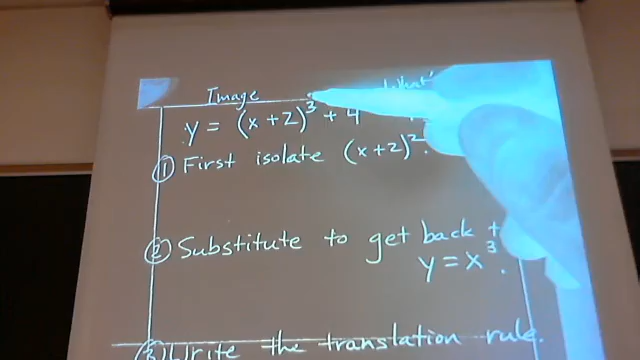 Image
y = (x + 2)³ + 4
① First isolate (x + 2)².
② Substitute to get back
y = x³.
③ Write the translation rule.